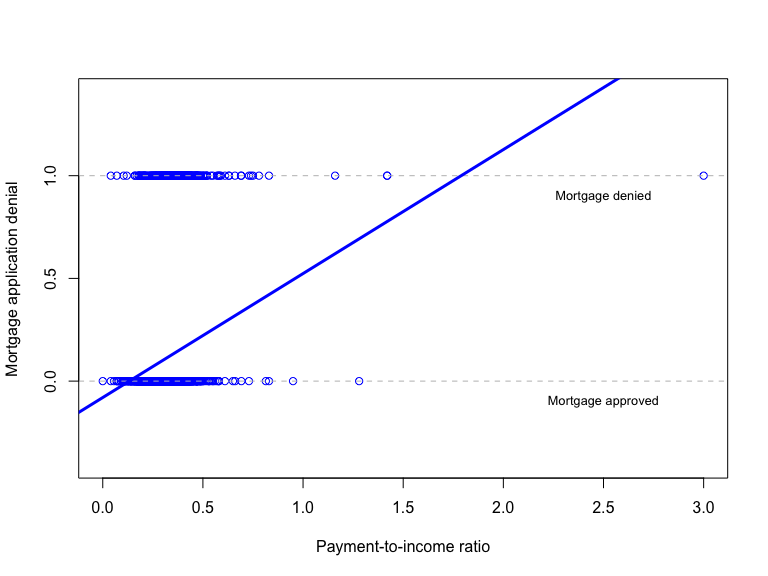 Mortgage application denial
1.0
0.5
0.0
Mortgage denied
Mortgage approved
0.0 0.5 1.0 1.5 2.0 2.5 3.0
Payment-to-income ratio